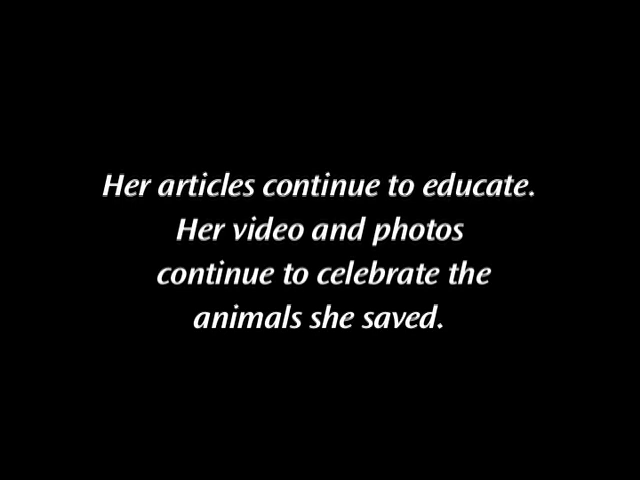 Her articles continue to educate.
Her video and photos
continue to celebrate the
animals she saved.